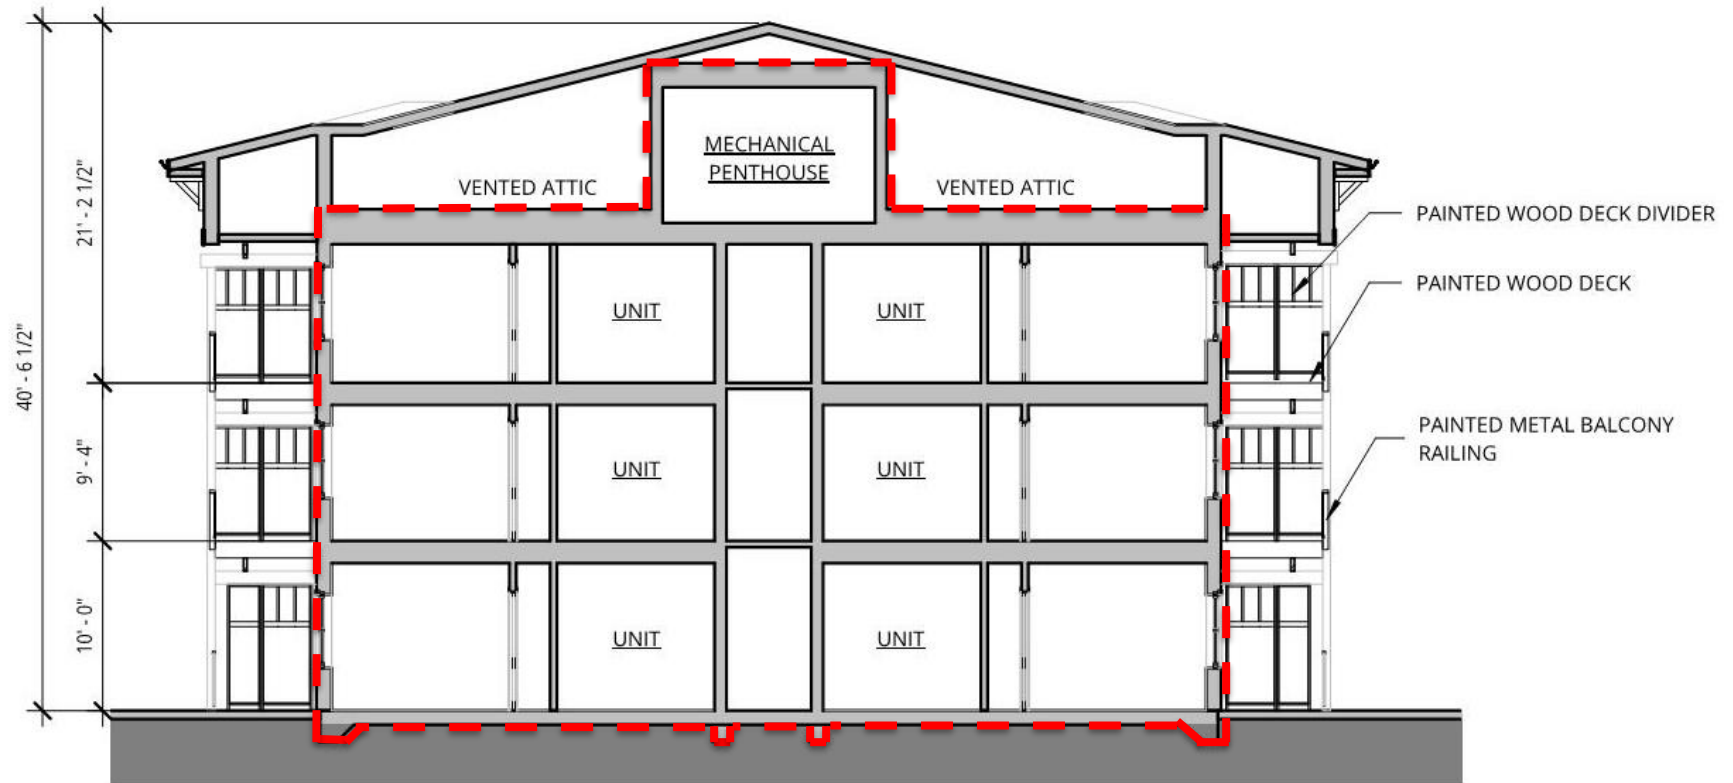 MECHANICAL
PENTHOUSE
VENTED ATTIC
VENTED ATTIC
21' - 2 1/2"
PAINTED WOOD DECK DIVIDER
PAINTED WOOD DECK
UNIT
UNIT
40' - 6 1/2"
PAINTED METAL BALCONY
RAILING
9' - 4"
UNIT
UNIT
10' - 0"
UNIT
UNIT